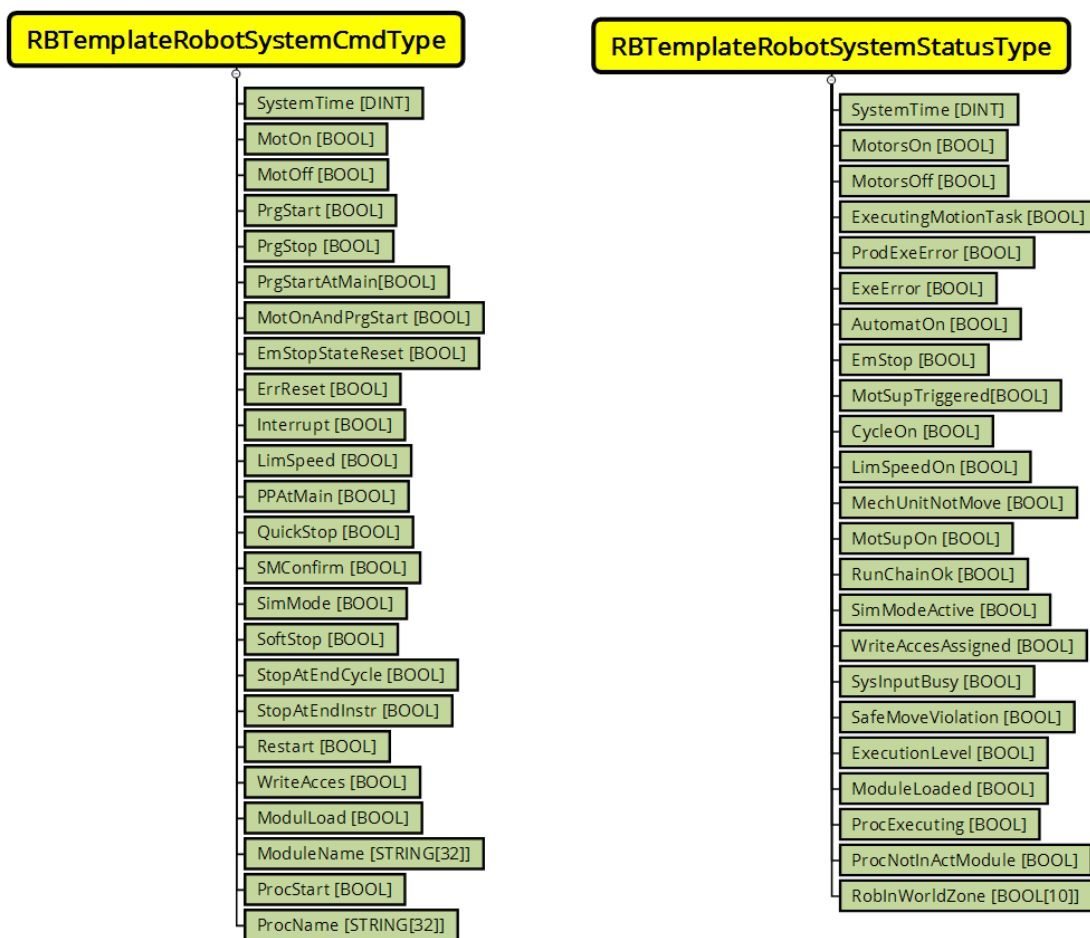 RBTemplateRobotSystemCmdType
SystemTime [DINT]
MotOn [BOOL]
MotOff [BOOL]
PrgStart [BOOL]
PrgStop [BOOL]
PrgStartAtMain[BOOL]
MotOnAndPrgStart [BOOL]
EmStopStateReset [BOOL]
ErrReset [BOOL]
Interrupt [BOOL]
LimSpeed [BOOL]
PPAtMain [BOOL]
QuickStop [BOOL]
SMConfirm [BOOL]
SimMode [BOOL]
SoftStop [BOOL]
StopAtEndCycle [BOOL]
StopAtEndInstr [BOOL]
Restart [BOOL]
WriteAcces [BOOL]
ModulLoad [BOOL]
ModuleName [STRING[32]]
ProcStart [BOOL]
ProcName [STRING[32]]
RBTemplateRobotSystemStatusType
SystemTime [DINT]
MotorsOn [BOOL]
MotorsOff [BOOL]
ExecutingMotionTask [BOOL]
ProdExeError [BOOL]
ExeError [BOOL]
AutomatOn [BOOL]
EmStop [BOOL]
MotSupTriggered[BOOL]
CycleOn [BOOL]
LimSpeedOn [BOOL]
MechUnitNotMove [BOOL]
MotSupOn [BOOL]
RunChainOk [BOOL]
SimModeActive [BOOL]
WriteAccesAssigned [BOOL]
SysInputBusy [BOOL]
SafeMoveViolation [BOOL]
ExecutionLevel [BOOL]
ModuleLoaded [BOOL]
ProcExecuting [BOOL]
ProcNotInActModule [BOOL]
RobInWorldZone [BOOL[10]]